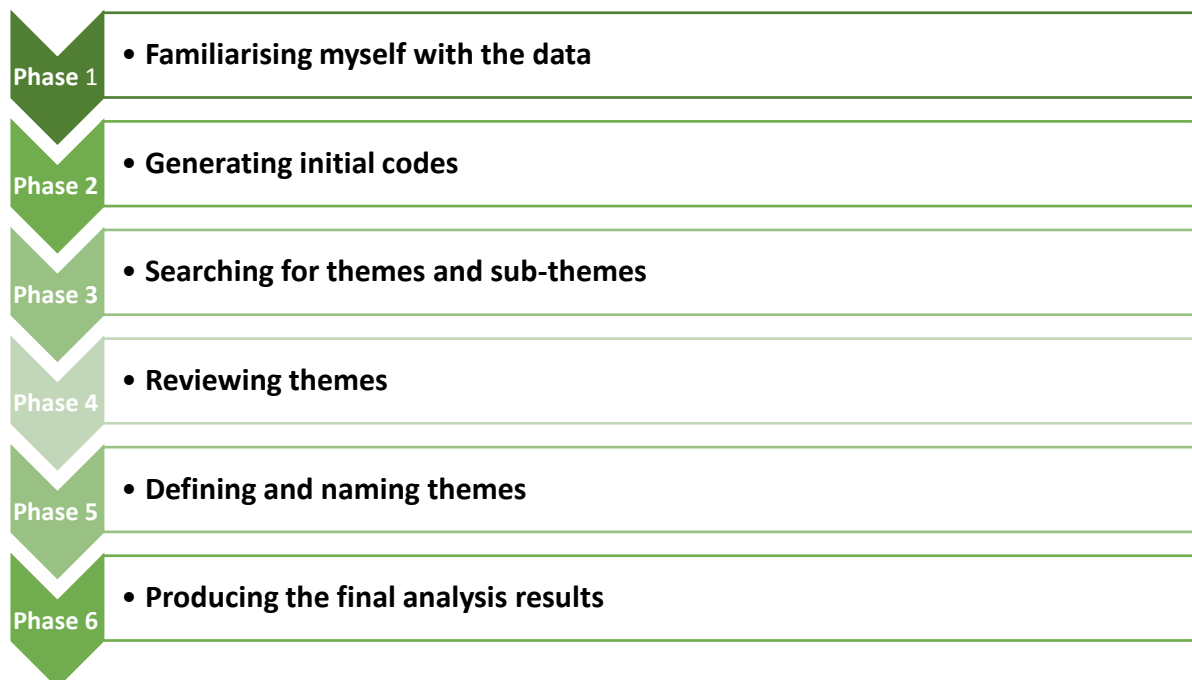 Phase 1
• Familiarising myself with the data
Phase 2
• Generating initial codes
Phase 3
• Searching for themes and sub-themes
Phase 4
• Reviewing themes
Phase 5
• Defining and naming themes
Phase 6
• Producing the final analysis results